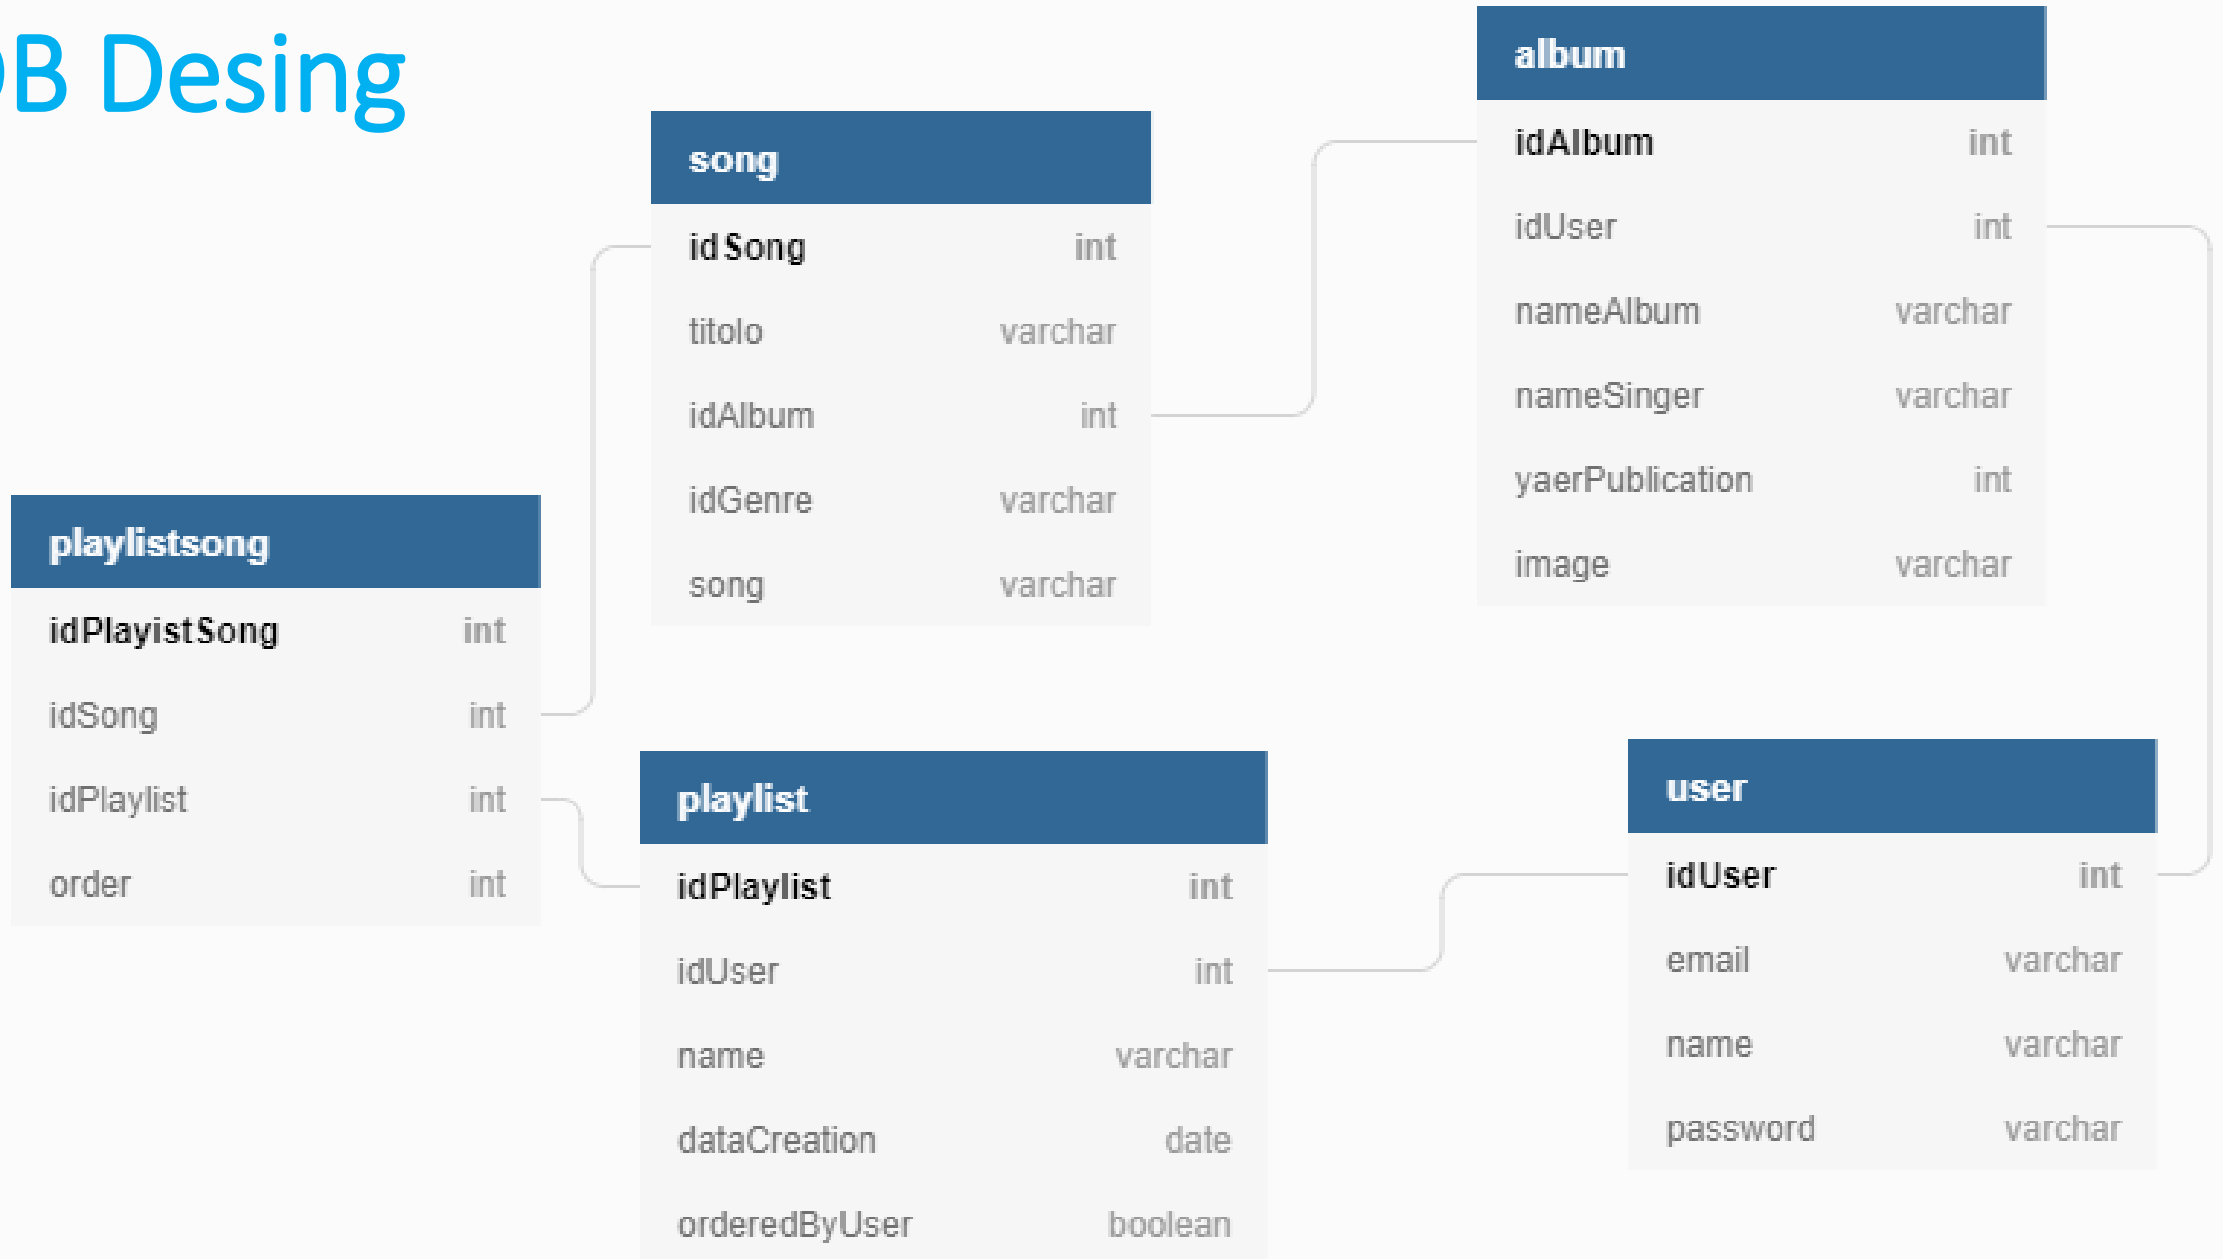 DB Desing
song
idSong int
titolo varchar
idAlbum int
idGenre varchar
song varchar
album
idAlbum int
idUser int
nameAlbum varchar
nameSinger varchar
yaerPublication int
image varchar
playlistsong
idPlayistSong int
idSong int
idPlaylist int
order int
playlist
idPlaylist int
idUser int
name varchar
dataCreation date
orderedByUser boolean
user
idUser int
email varchar
name varchar
password varchar